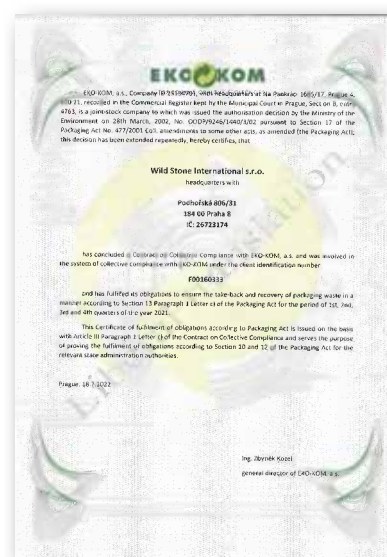 EKO KOM
EKO-KOM, a.s., Company ID 25134701, with headquarters at Na Pankráci 1685/17, Prague 4,
140 21, recorded in the Commercial Register kept by the Municipal Court in Prague, Section B, entry
4763, is a joint-stock company to which was issued the authorisation decision by the Ministry of the
Environment on 28th March, 2002, No. OODP/9246/1440/3/02 pursuant to Section 17 of the
Packaging Act No. 477/2001 Coll. amendments to some other acts, as amended (the Packaging Act),
this decision has been extended repeatedly, hereby certifies, that
Wild Stone International s.r.o.
headquarters with
Podhořská 806/31
184 00 Praha 8
IČ: 26723174
has concluded a Contract on Collective Compliance with EKO-KOM, a.s. and was involved in
the system of collective compliance with EKO-KOM under the client identification number
F00160333
and has fulfilled its obligations to ensure the take-back and recovery of packaging waste in a
manner according to Section 13 Paragraph 1 Letter c) of the Packaging Act for the period of 1st, 2nd,
3rd and 4th quarters of the year 2021.
This Certificate of fulfilment of obligations according to Packaging Act is issued on the basis
with Article III Paragraph 1 Letter c) of the Contract on Collective Compliance and serves the purpose
of proving the fulfilment of obligations according to Section 10 and 12 of the Packaging Act for the
relevant state administration authorities.
Prague, 18.7.2022
Ing. Zbyněk Kozel
general director of EKO-KOM, a.s.